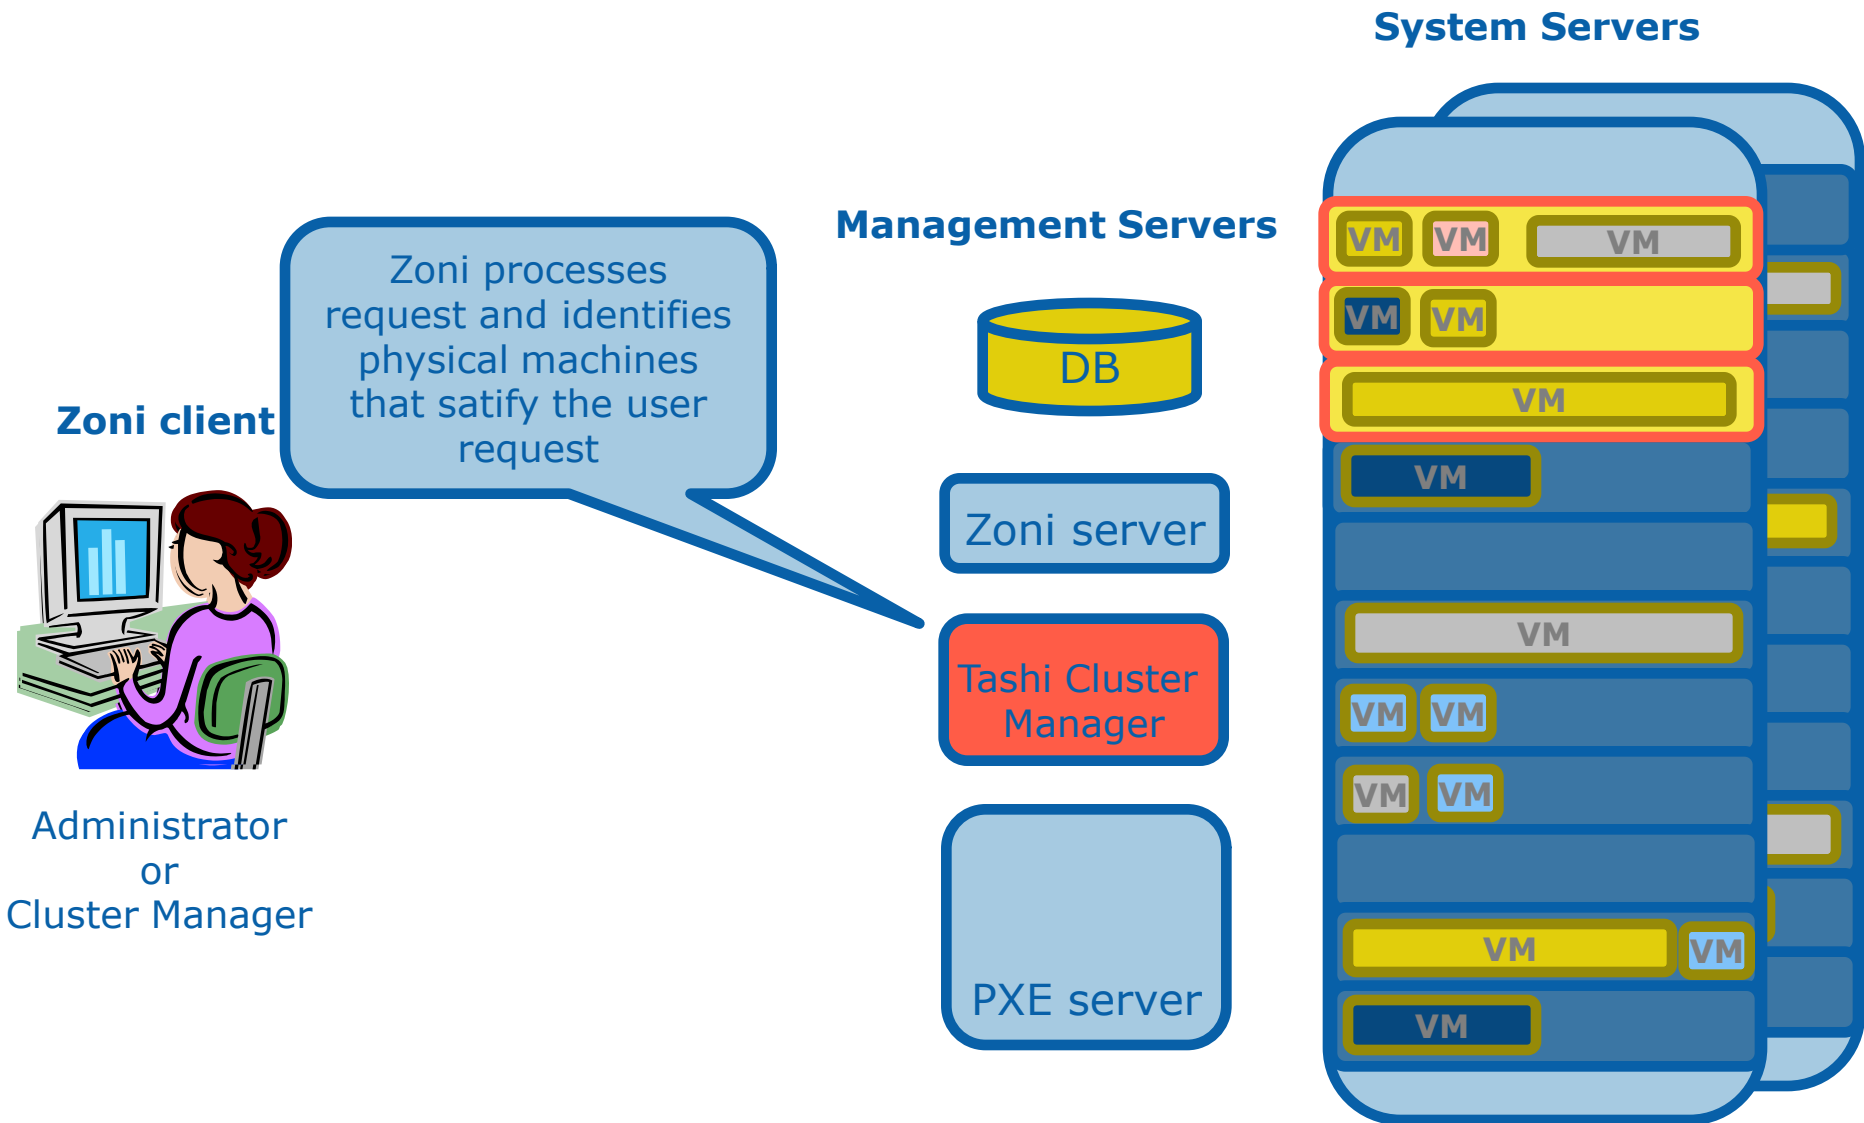 System Servers
Management Servers
Zoni processes
request and identifies
physical machines
that satify the user
request
Zoni client
Administrator
or
Cluster Manager
DB
Zoni server
Tashi Cluster
Manager
PXE server
VM VM VM
VM VM
VM
VM
VM
VM VM
VM VM
VM VM
VM